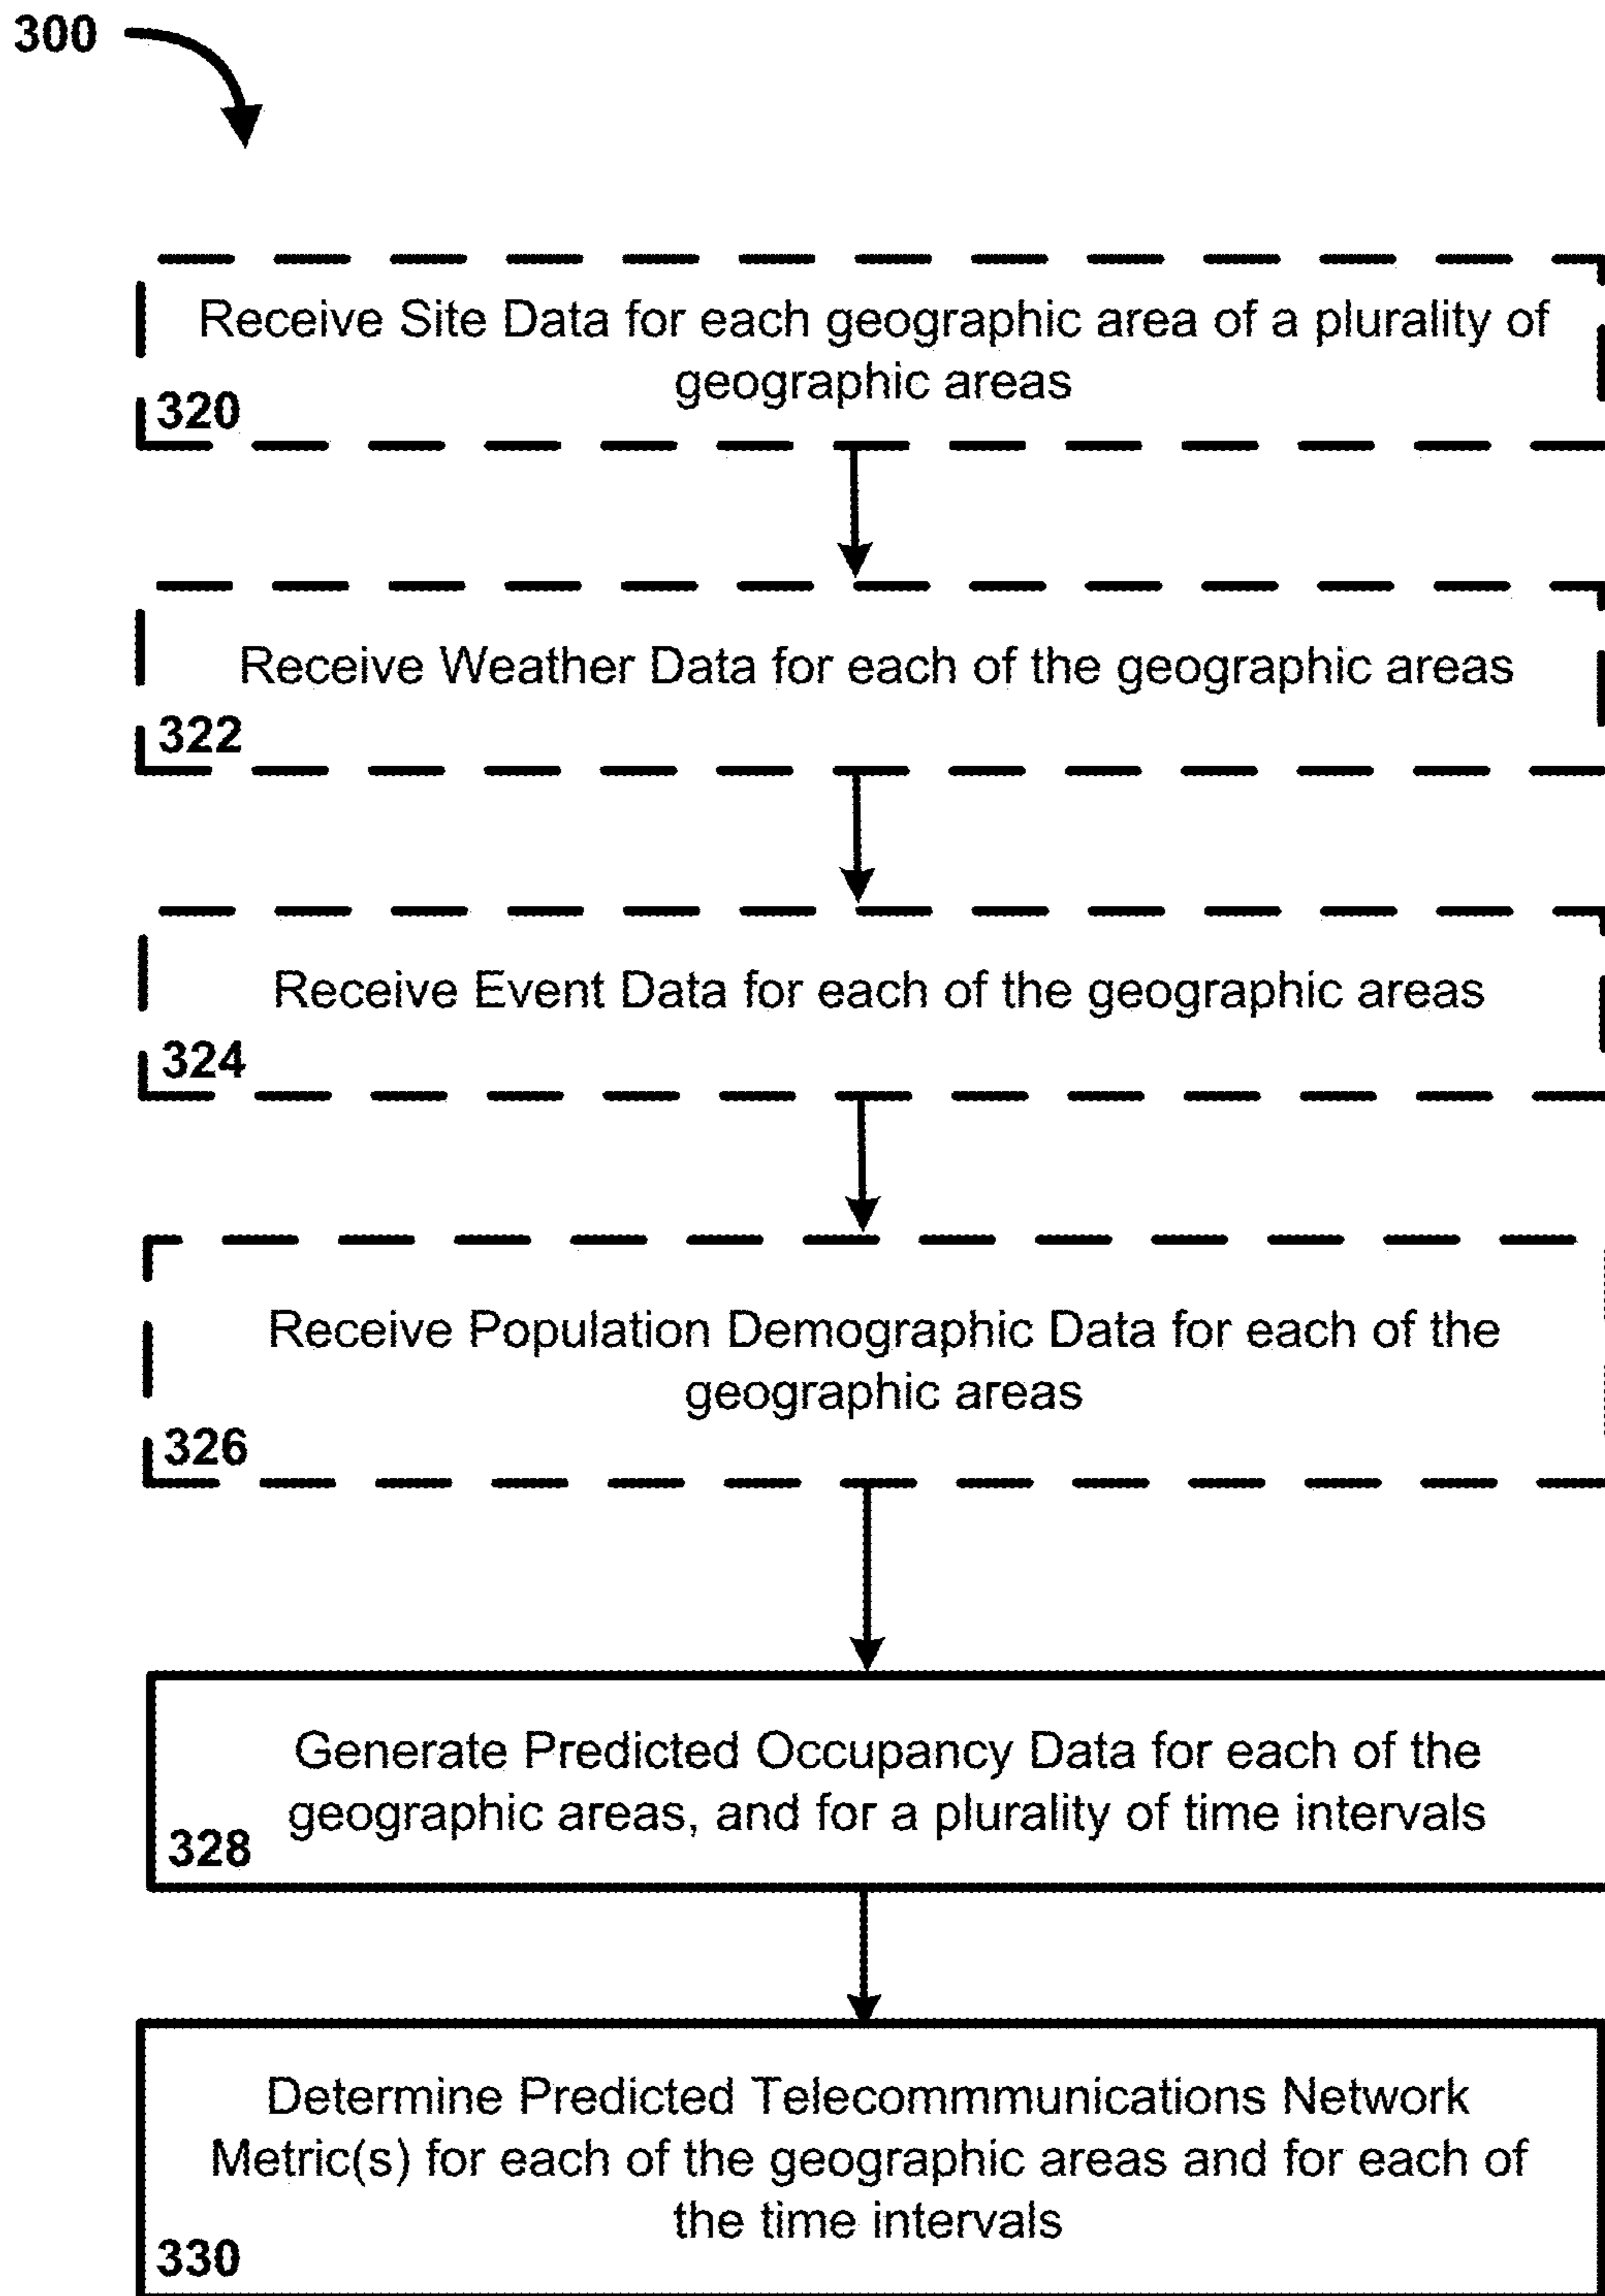 300
Receive Site Data for each geographic area of a plurality of
geographic areas
320
Receive Weather Data for each of the geographic areas
322
Receive Event Data for each of the geographic areas
324
Receive Population Demographic Data for each of the
geographic areas
326
Generate Predicted Occupancy Data for each of the
geographic areas, and for a plurality of time intervals
328
Determine Predicted Telecommmunications Network
Metric(s) for each of the geographic areas and for each of
the time intervals
330